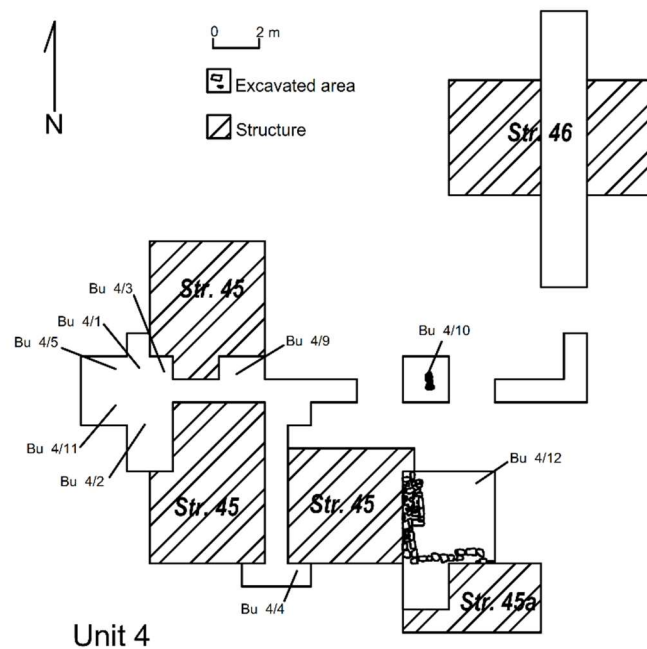 0 2 m
N
Excavated area
Structure
Str. 46
Str. 45
Bu 4/3
Bu 4/1
Bu 4/5
Bu 4/9
Bu 4/10
Bu 4/11
Bu 4/2
Str. 45
Str. 45
Bu 4/12
Bu 4/4
Str. 45a
Unit 4